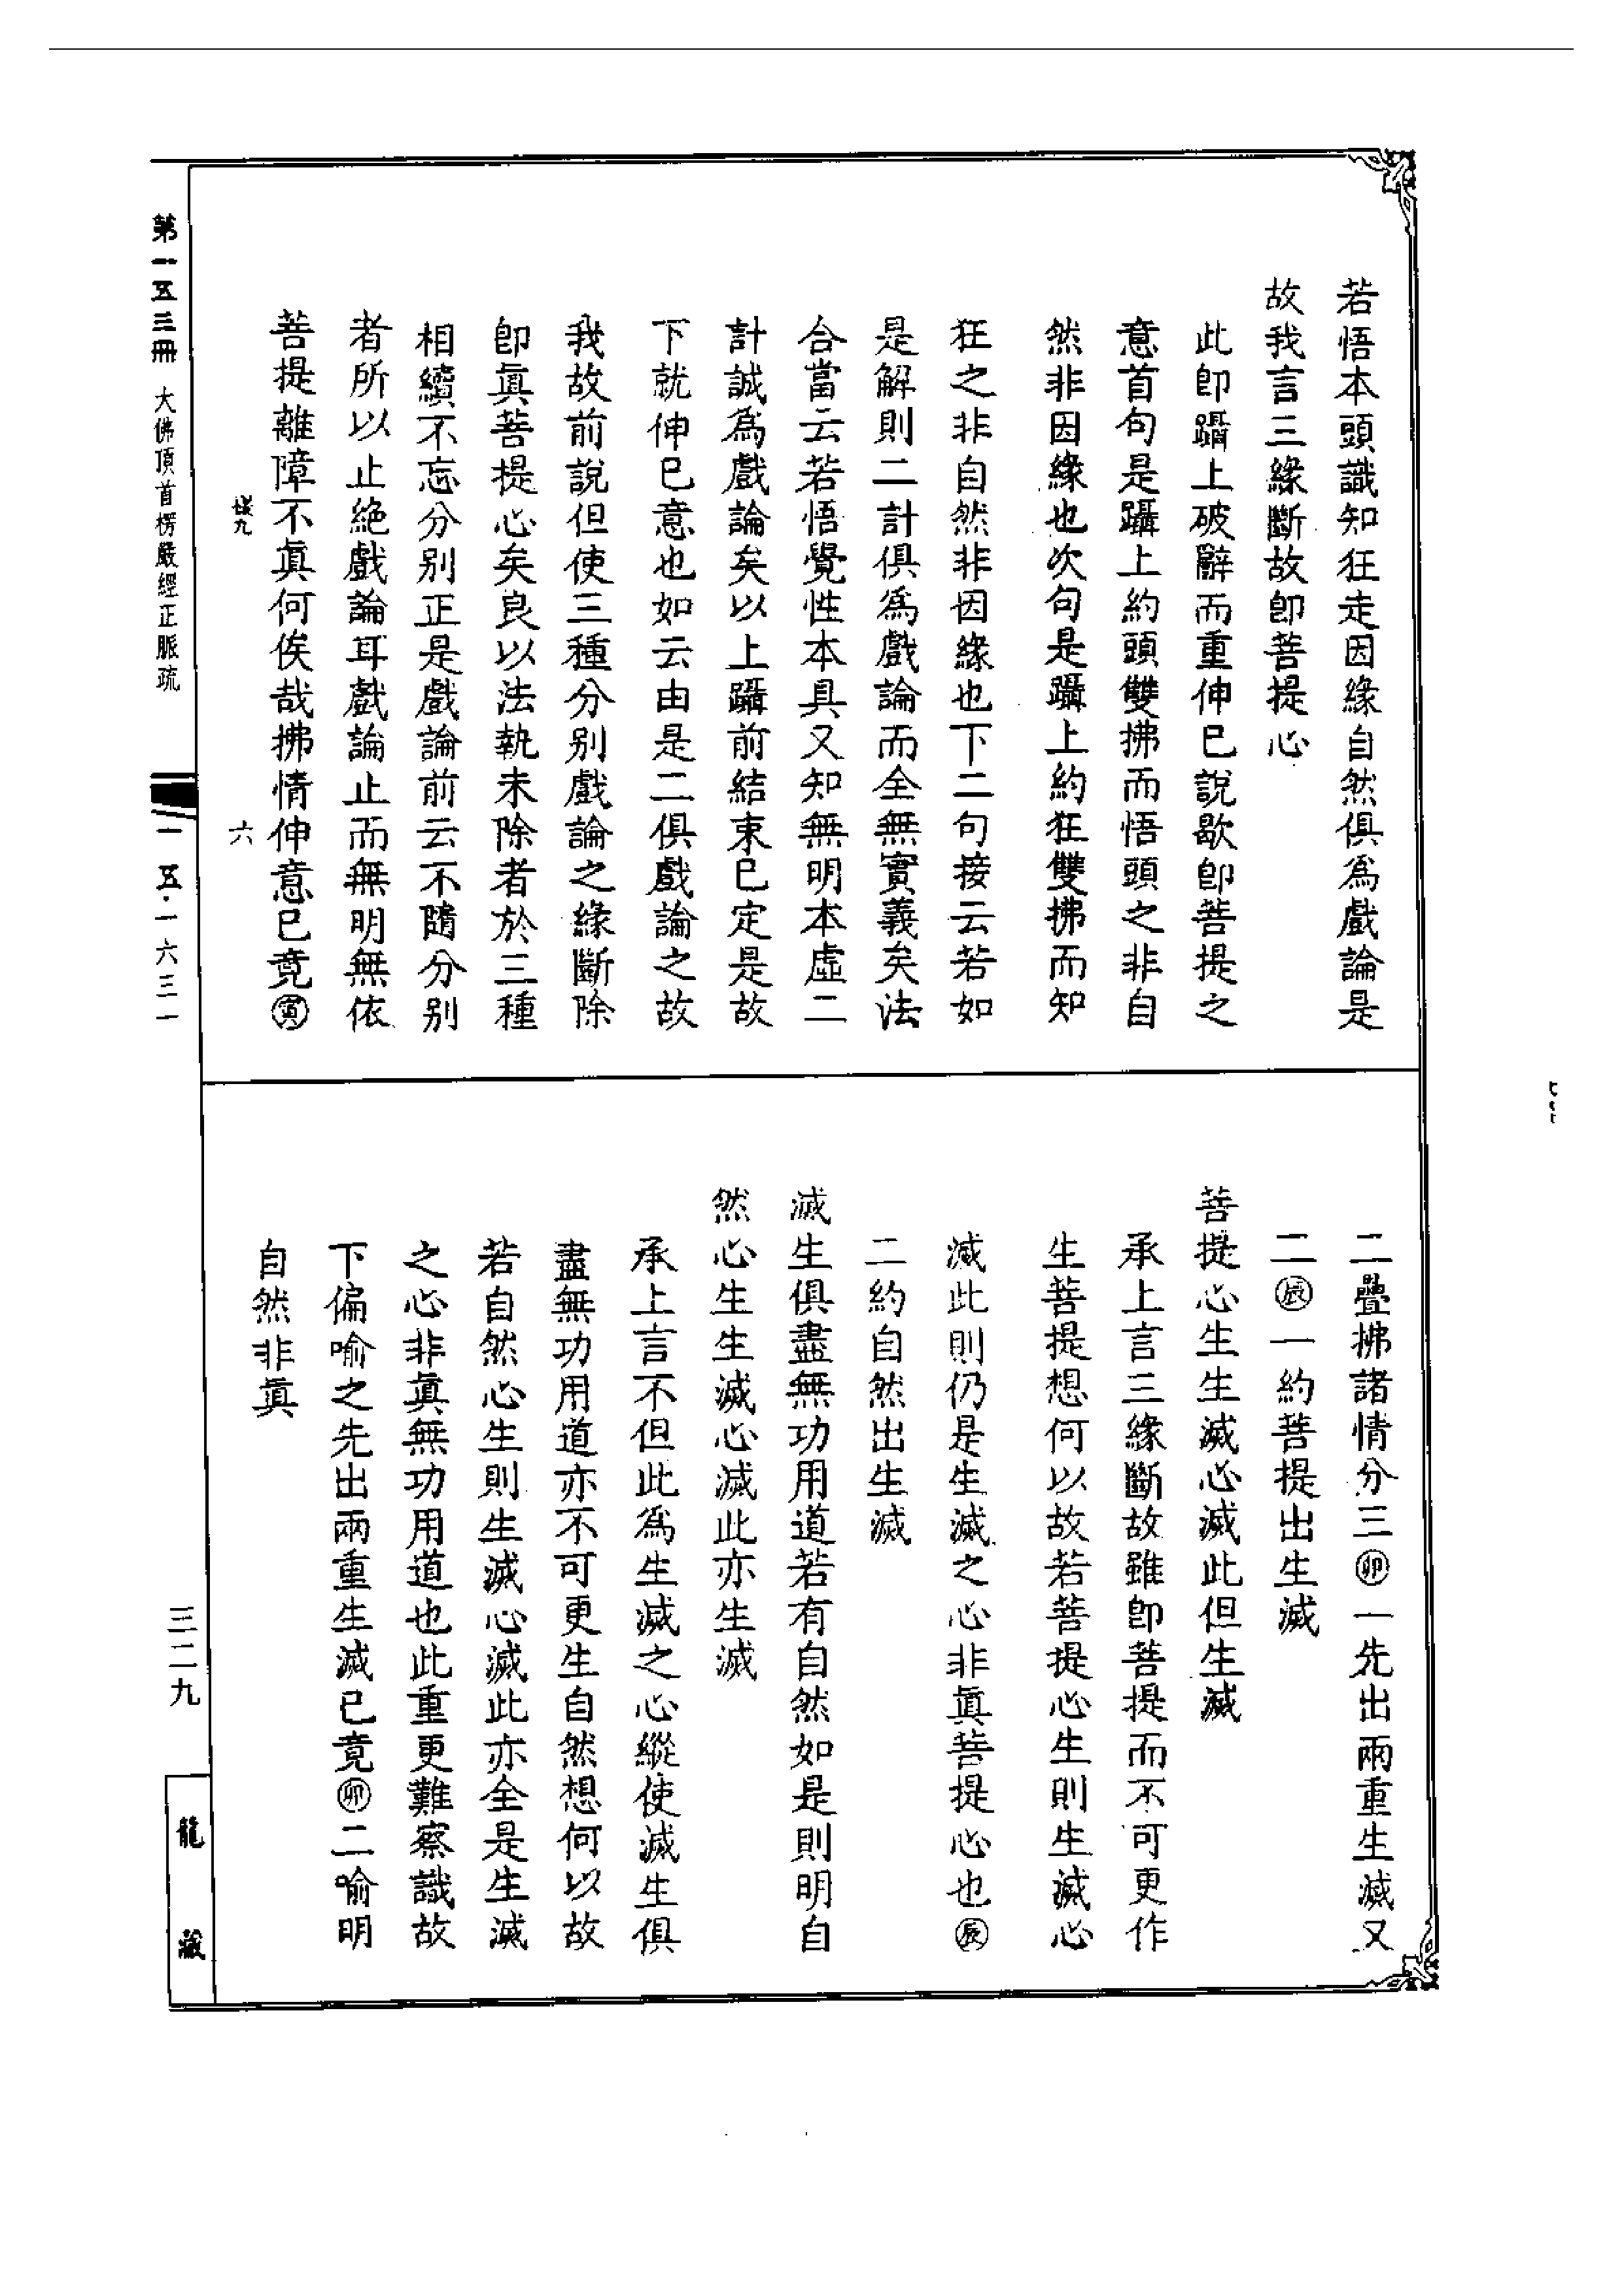 若悟本頭識知狂走因緣自然俱爲戲論是
故我言三緣斷故卽菩提心
此卽躡上破辭而重伸已說歇卽菩提之
意首句是躡上約頭雙拂而悟頭之非自
然非因緣也次句是躡上約狂雙拂而知
狂之非自然非因緣也下二句接云若如
是解則二計俱爲戲論而全無實義矣法
合當云若悟覺性本具又知無明本虛二
計誠爲戲論矣以上躡前結束已定是故
下就伸已意也如云由是二俱戲論之故
我故前說但使三種分别戲論之緣斷除
卽眞菩提心矣良以法執未除者於三種
相續不忘分别正是戲論前云不隨分别
者所以止絕戲論耳戲論止而無明無依
菩提離障不眞何俟哉拂情伸意已竟㊞寅
二疊拂諸情分三卯一先出兩重生滅又
二辰一約菩提出生滅
菩提心生生滅心滅此但生滅
承上言三緣斷故雖卽菩提而不可更作
生菩提想何以故若菩提心生則生滅心
滅此則仍是生滅之心非眞菩提心也辰
二約自然出生滅
滅生俱盡無功用道若有自然如是則明自
然心生生滅心滅此亦生滅
承上言不但此爲生滅之心縱使滅生俱
盡無功用道亦不可更生自然想何以故
若自然心生則生滅心滅此亦全是生滅
之心非眞無功用道也此重更難察識故
下偏喻之先出兩重生滅已竟卯二喻明
自然非眞
六
第一五三冊 大佛頂首楞嚴經正脈疏
一五·一六三一
三二九
龍藏